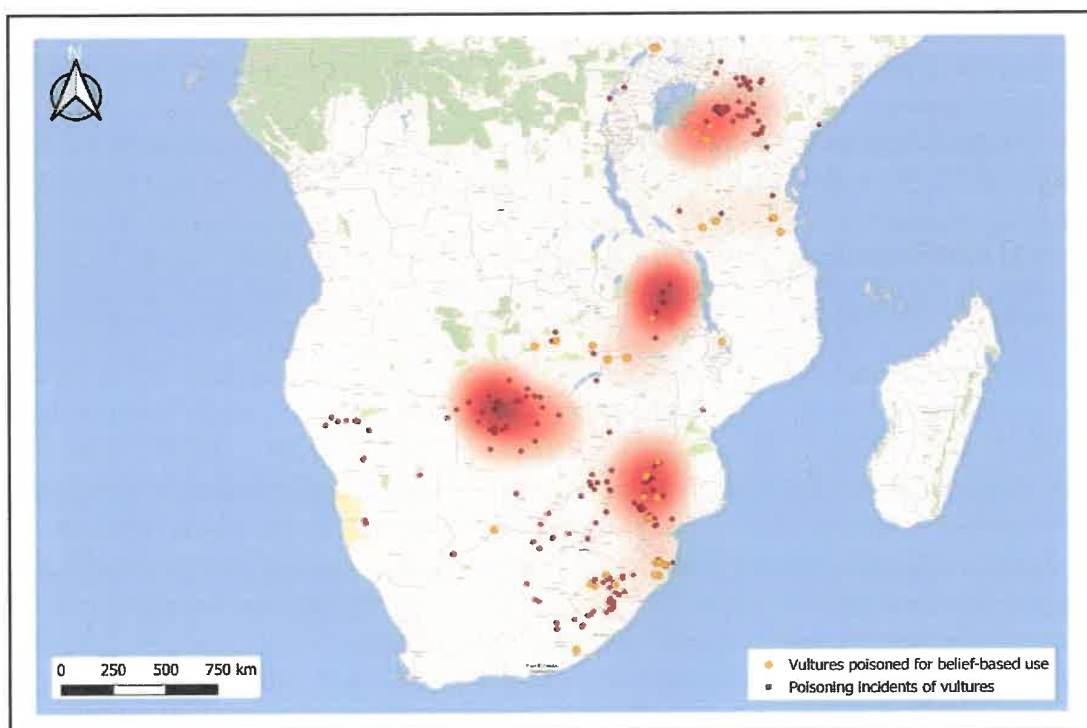 N
0 250 500 750 km
Vultures poisoned for belief-based use
Poisoning incidents of vultures